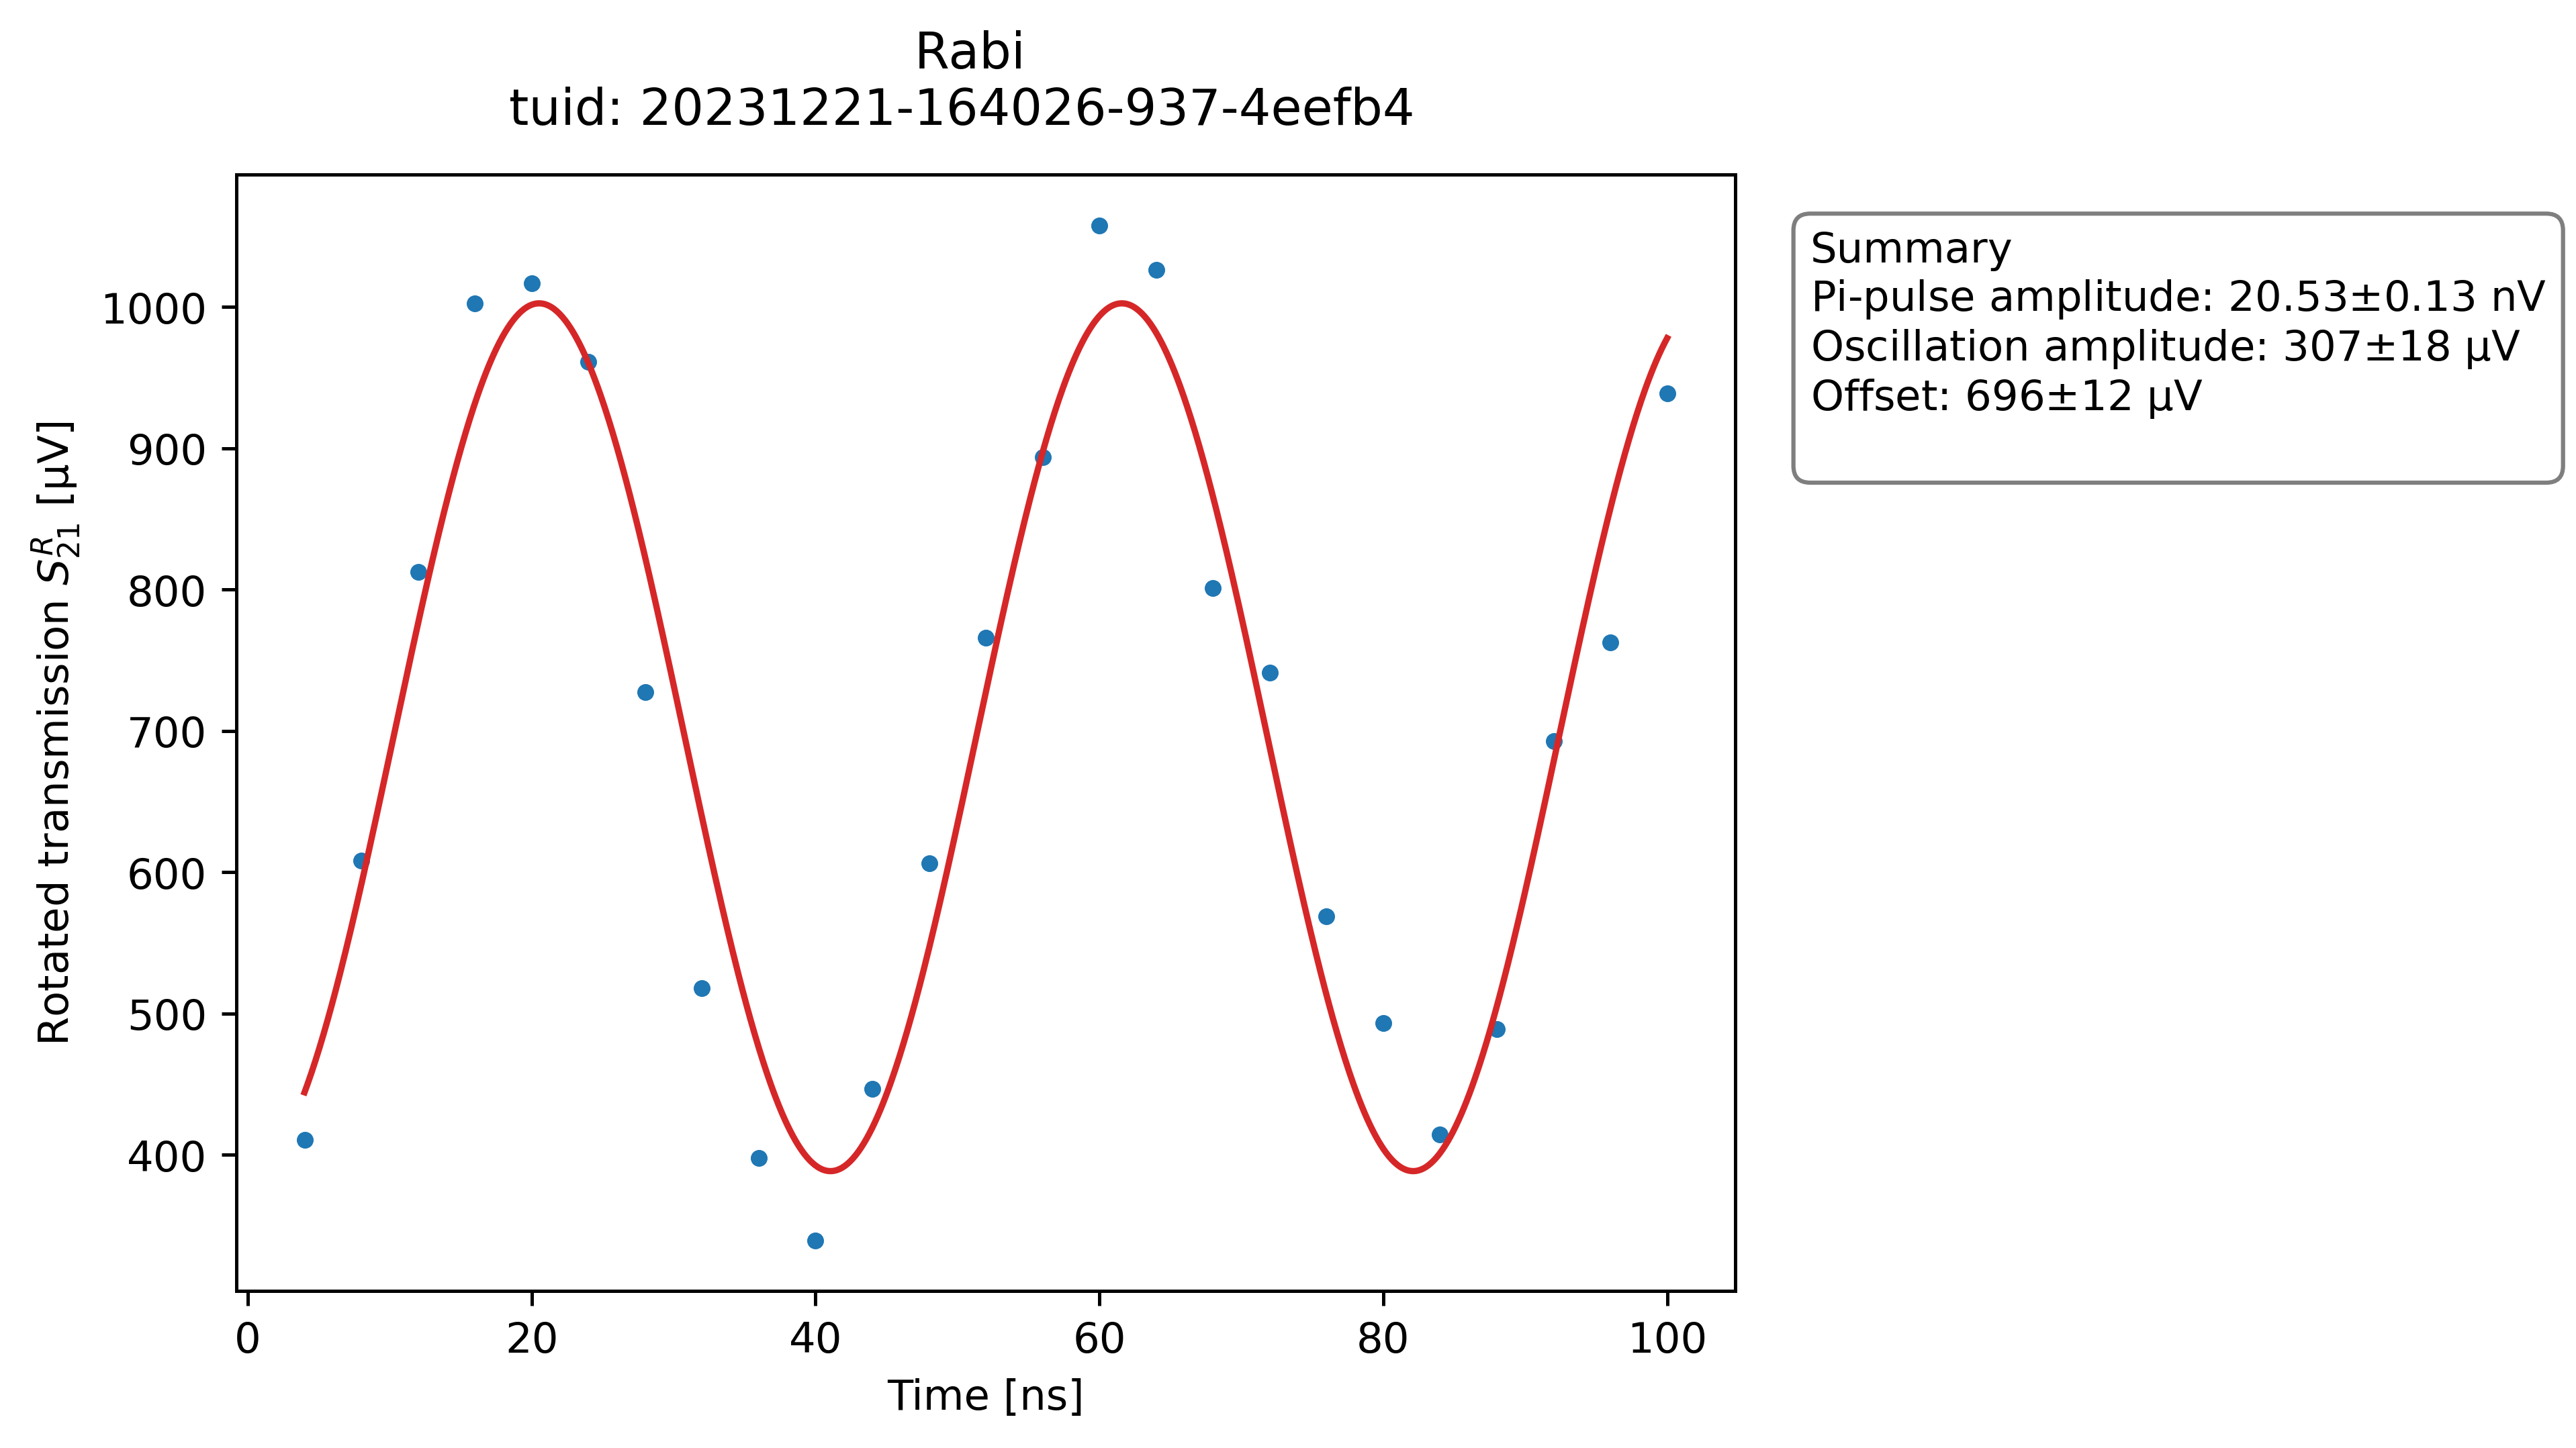 Rabi
tuid: 20231221-164026-937-4eefb4
Summary
Pi-pulse amplitude: 20.53±0.13 nV
Oscillation amplitude: 307±18 µV
Offset: 696±12 µV
Rotated transmission $S_{21}^{R}$ [µV]
1000
900
800
700
600
500
400
0 20 40 60 80 100
Time [ns]